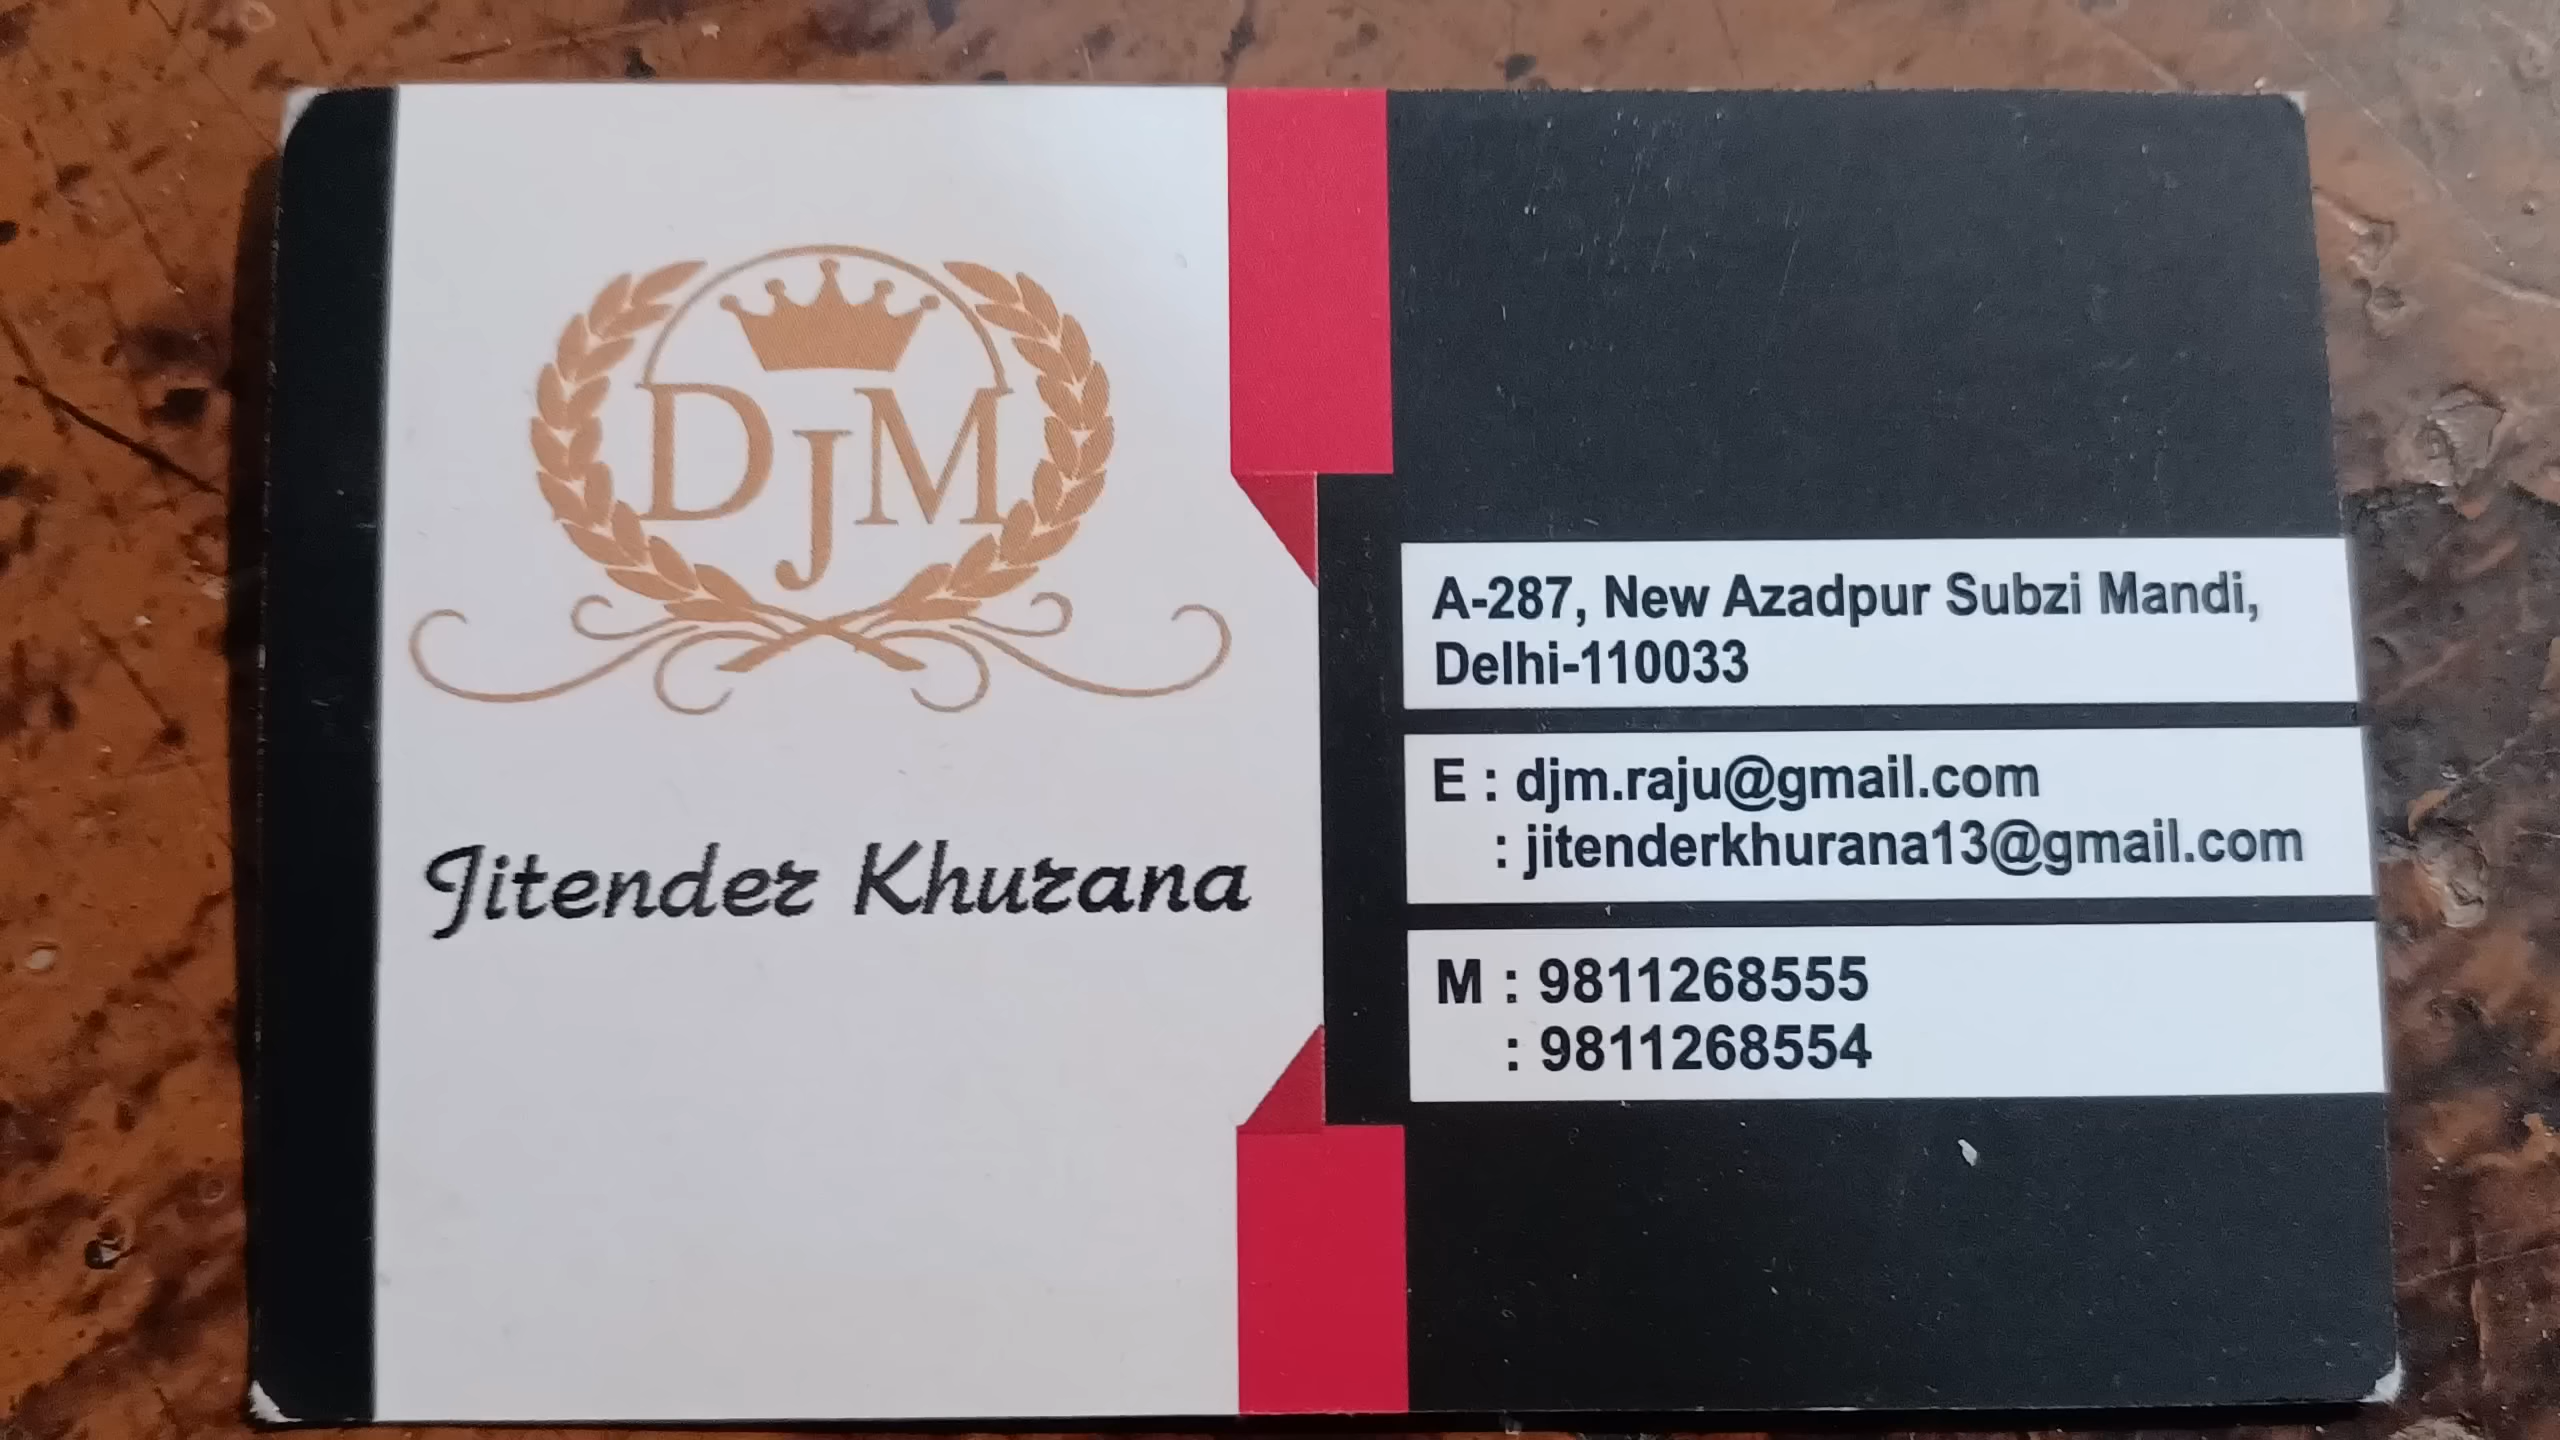 DJM
Jitender Khurana
A-287, New Azadpur Subzi Mandi,
Delhi-110033
E : djm.raju@gmail.com
: jitenderkhurana13@gmail.com
M : 9811268555
: 9811268554